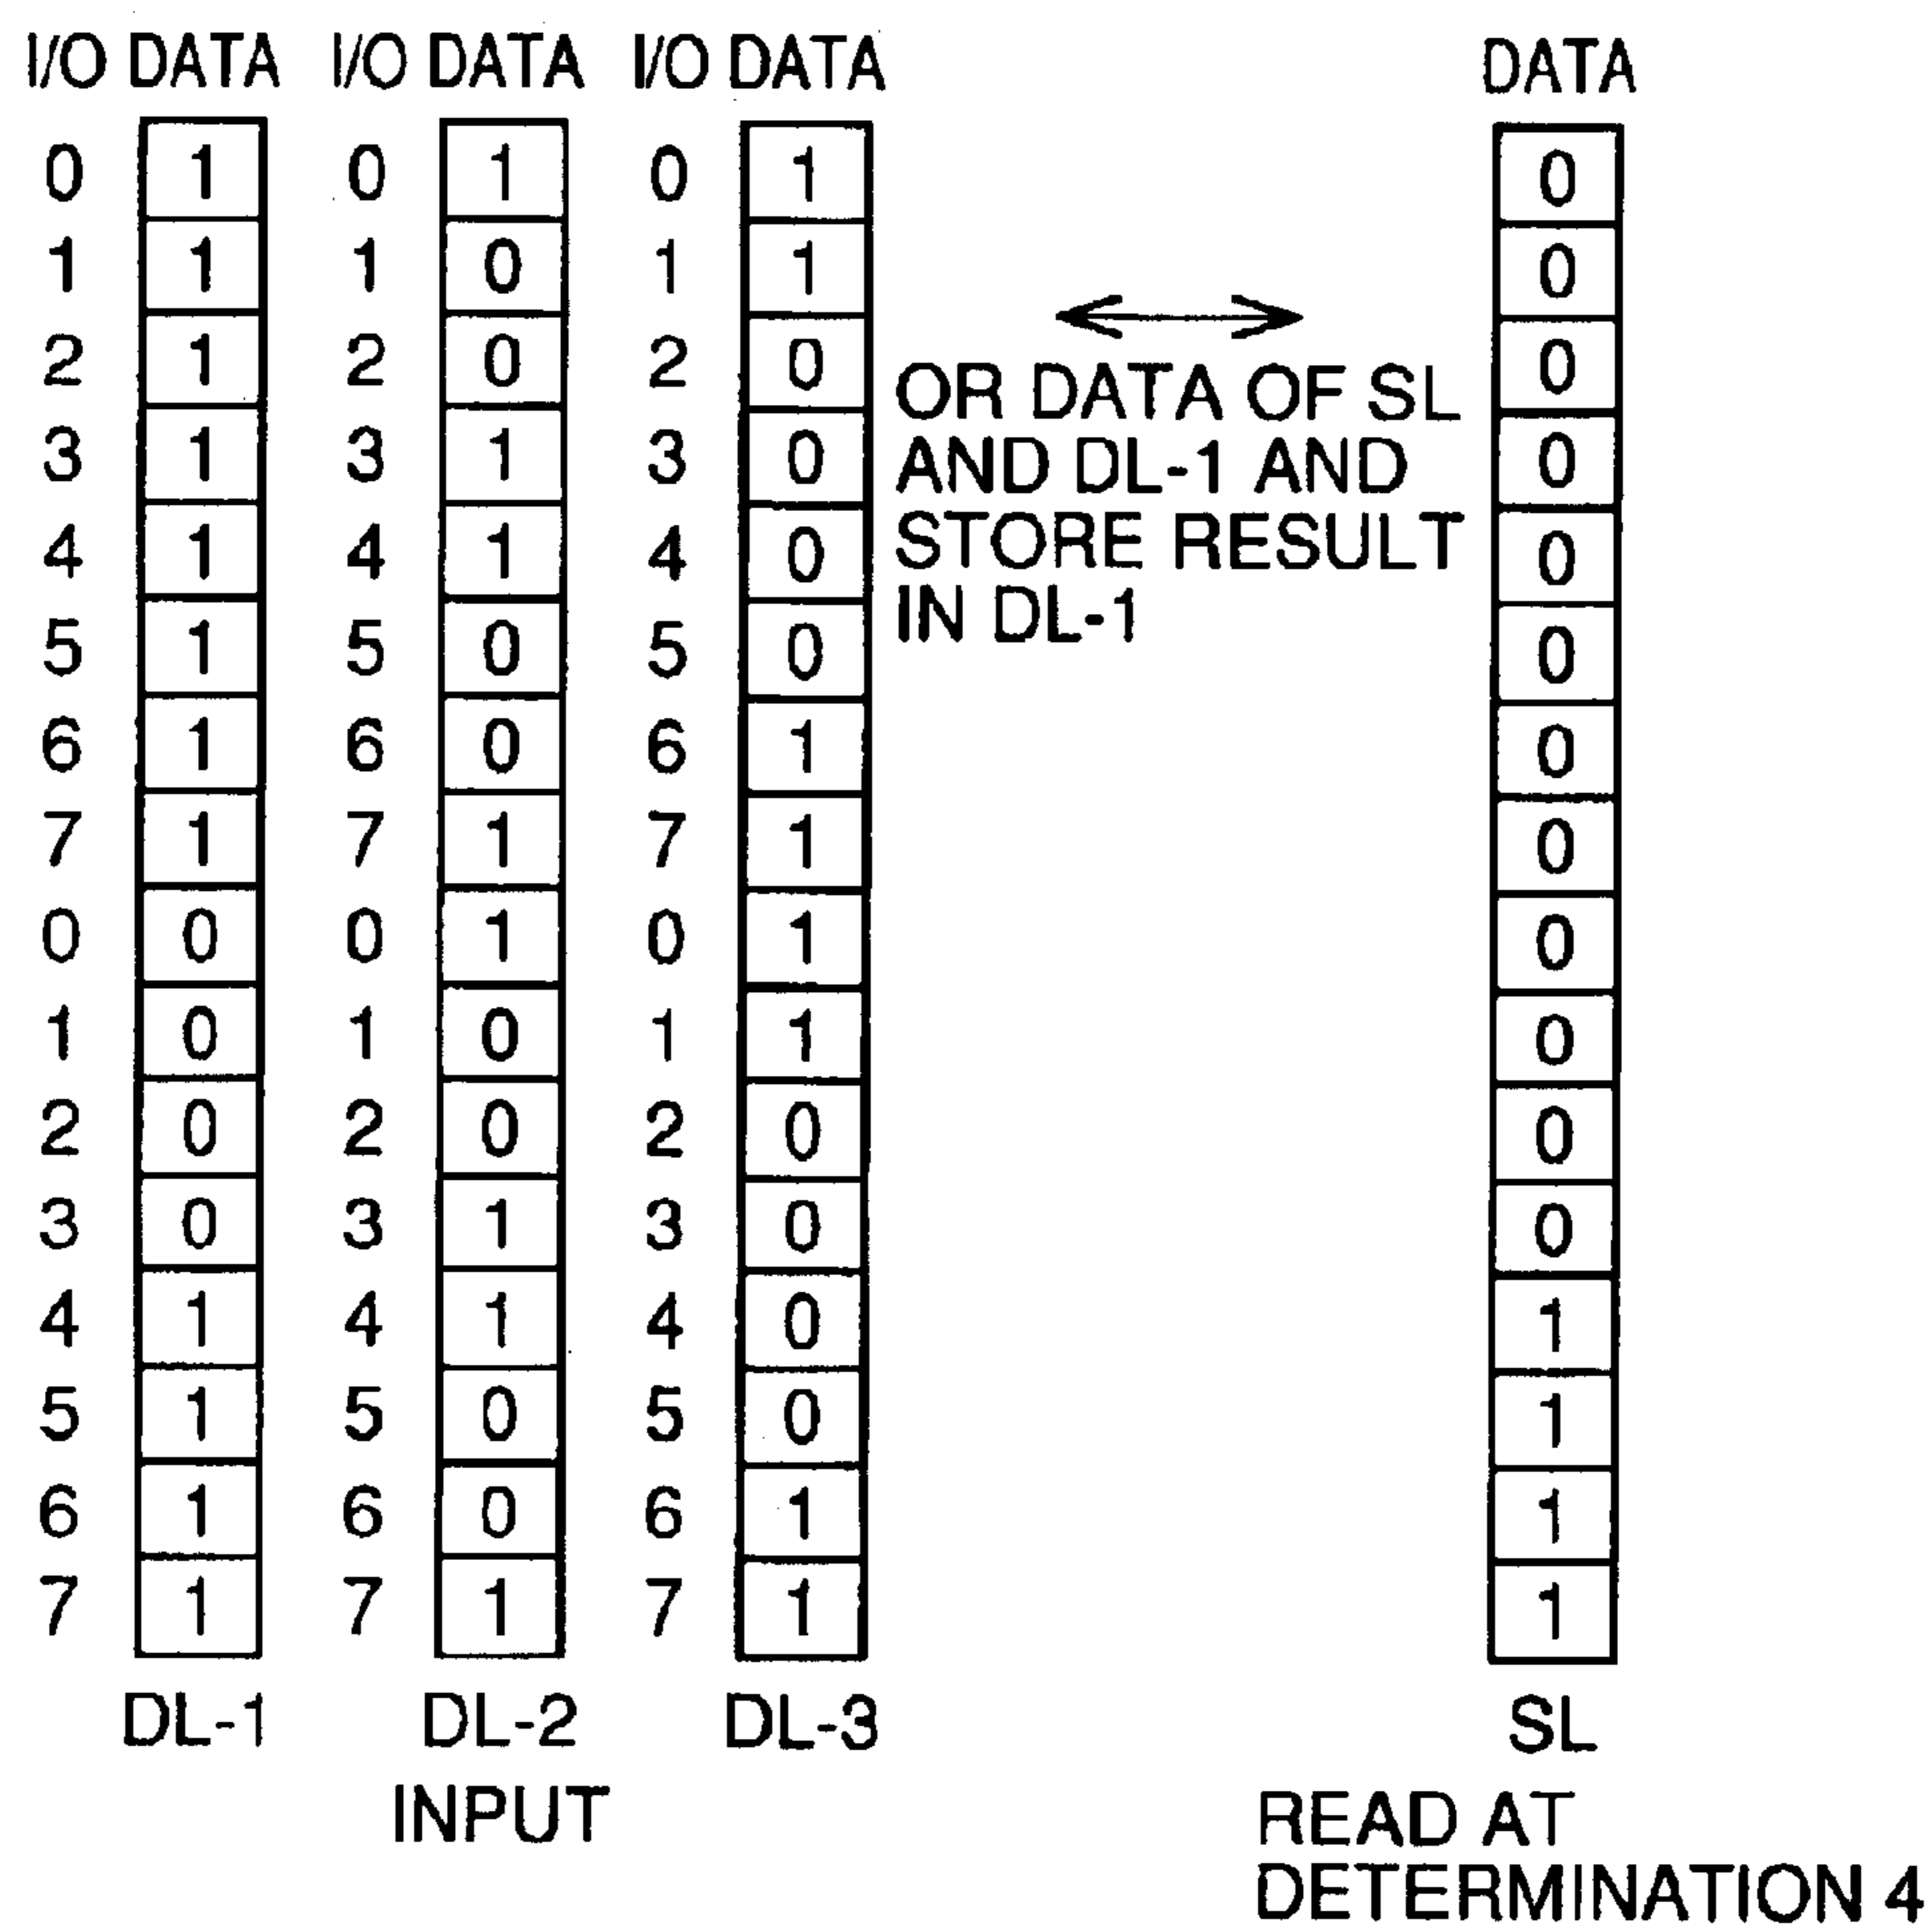 I/O DATA I/O DATA I/O DATA DATA
0 1 0 1 0 1 0
1 1 1 0 1 1 0
2 1 2 0 2 0 0
3 1 3 1 3 0 0
4 1 4 1 4 0 0
5 1 5 0 5 0 0
6 1 6 0 6 1 0
7 1 7 1 7 1 0
0 0 0 1 0 1 0
1 0 1 0 1 1 0
2 0 2 0 2 0 0
3 0 3 1 3 0 0
4 1 4 1 4 0 1
5 1 5 0 5 0 1
6 1 6 0 6 1 1
7 1 7 1 7 1 1
OR DATA OF SL
AND DL-1 AND
STORE RESULT
IN DL-1
DL-1 DL-2 DL-3 SL
INPUT
READ AT
DETERMINATION 4